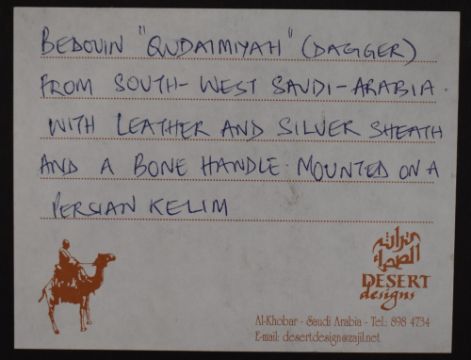 BEDOUIN "QUDAIMIYAH" (DAGGER)
FROM SOUTH-WEST SAUDI-ARABIA.
WITH LEATHER AND SILVER SHEATH
AND A BONE HANDLE. MOUNTED ON A
PERSIAN KELIM
تراث
الصحراء
DESERT
designs
Al-Khobar - Saudi Arabia - Tel: 898 4734
E-mail: desertdesign@zajil.net